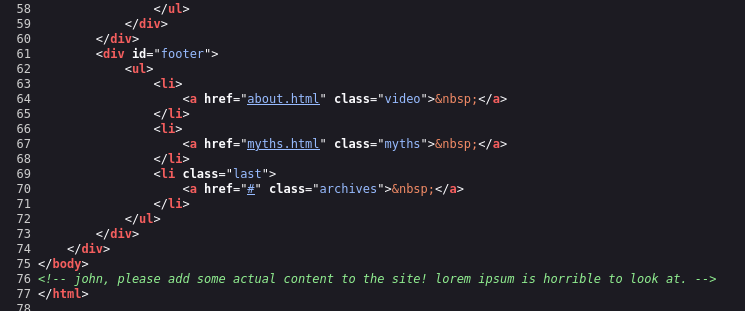 58 </ul>
59 </div>
60 </div>
61 <div id="footer">
62 <ul>
63 <li>
64 <a href="about.html" class="video">&nbsp;</a>
65 </li>
66 <li>
67 <a href="myths.html" class="myths">&nbsp;</a>
68 </li>
69 <li class="last">
70 <a href="#" class="archives">&nbsp;</a>
71 </li>
72 </ul>
73 </div>
74 </div>
75 </body>
76 <!-- john, please add some actual content to the site! lorem ipsum is horrible to look at. -->
77 </html>
78